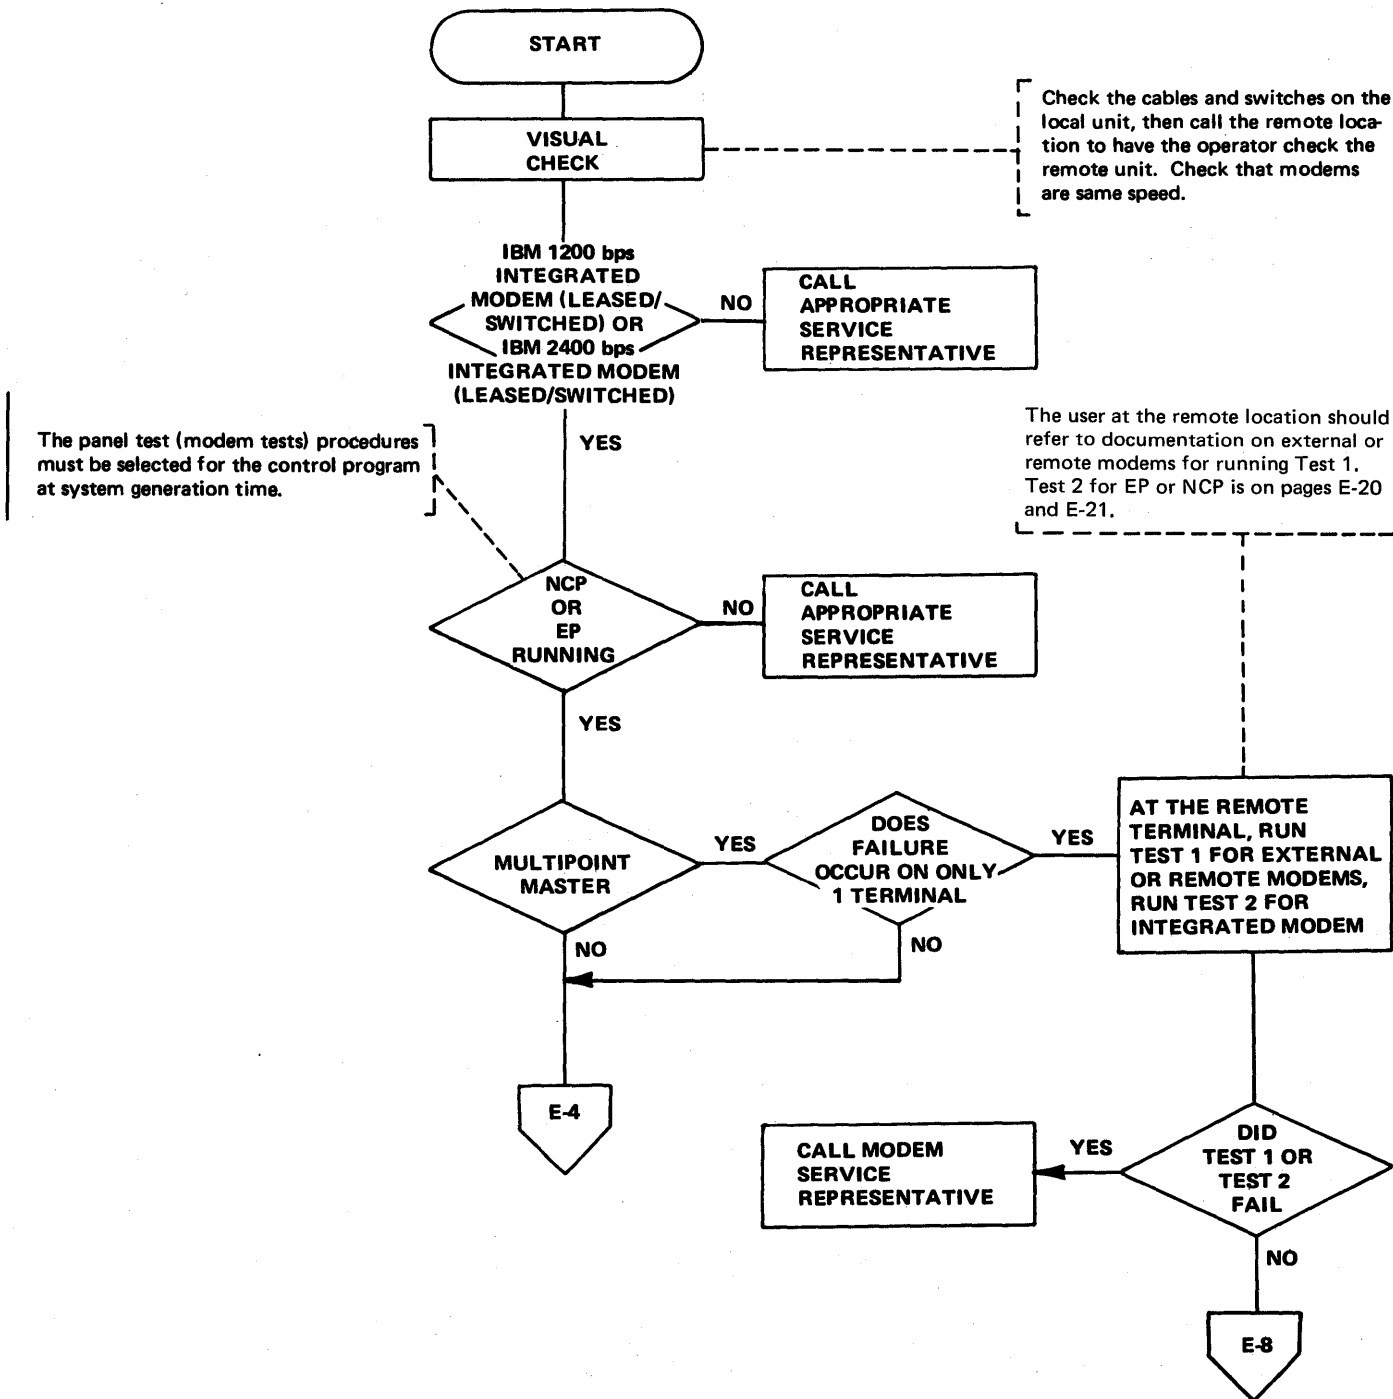 START
VISUAL
CHECK
Check the cables and switches on the
local unit, then call the remote loca-
tion to have the operator check the
remote unit. Check that modems
are same speed.
IBM 1200 bps
INTEGRATED
MODEM (LEASED/
SWITCHED) OR
IBM 2400 bps
INTEGRATED MODEM
(LEASED/SWITCHED)
NO
CALL
APPROPRIATE
SERVICE
REPRESENTATIVE
YES
The panel test (modem tests) procedures
must be selected for the control program
at system generation time.
The user at the remote location should
refer to documentation on external or
remote modems for running Test 1.
Test 2 for EP or NCP is on pages E-20
and E-21.
NCP
OR
EP
RUNNING
NO
CALL
APPROPRIATE
SERVICE
REPRESENTATIVE
YES
MULTIPOINT
MASTER
YES
DOES
FAILURE
OCCUR ON ONLY
1 TERMINAL
YES
AT THE REMOTE
TERMINAL, RUN
TEST 1 FOR EXTERNAL
OR REMOTE MODEMS,
RUN TEST 2 FOR
INTEGRATED MODEM
NO
NO
E-4
DID
TEST 1 OR
TEST 2
FAIL
YES
CALL MODEM
SERVICE
REPRESENTATIVE
NO
E-8